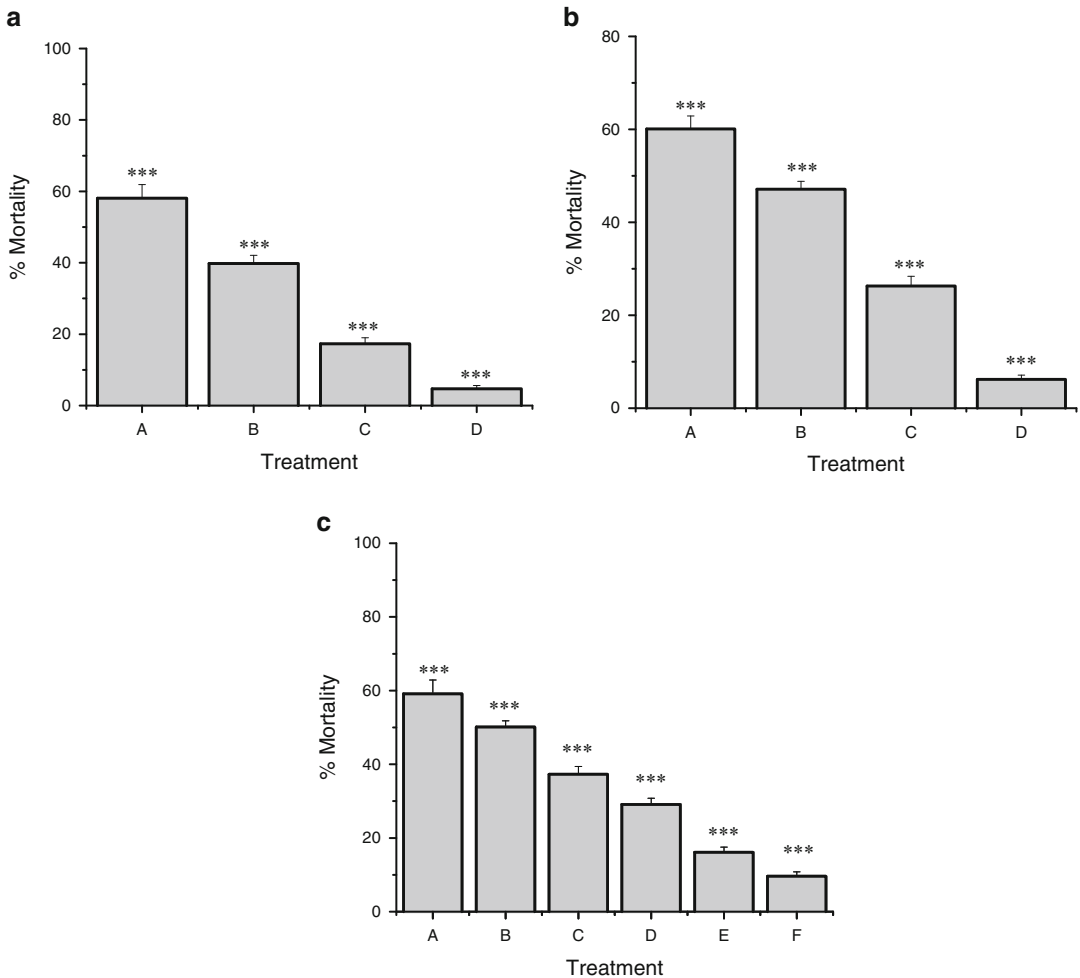 a
100
80
60
40
20
0
% Mortality
***
***
***
***
A B C D
Treatment
b
80
60
40
20
0
% Mortality
***
***
***
***
A B C D
Treatment
c
100
80
60
40
20
0
% Mortality
***
***
***
***
***
***
A B C D E F
Treatment